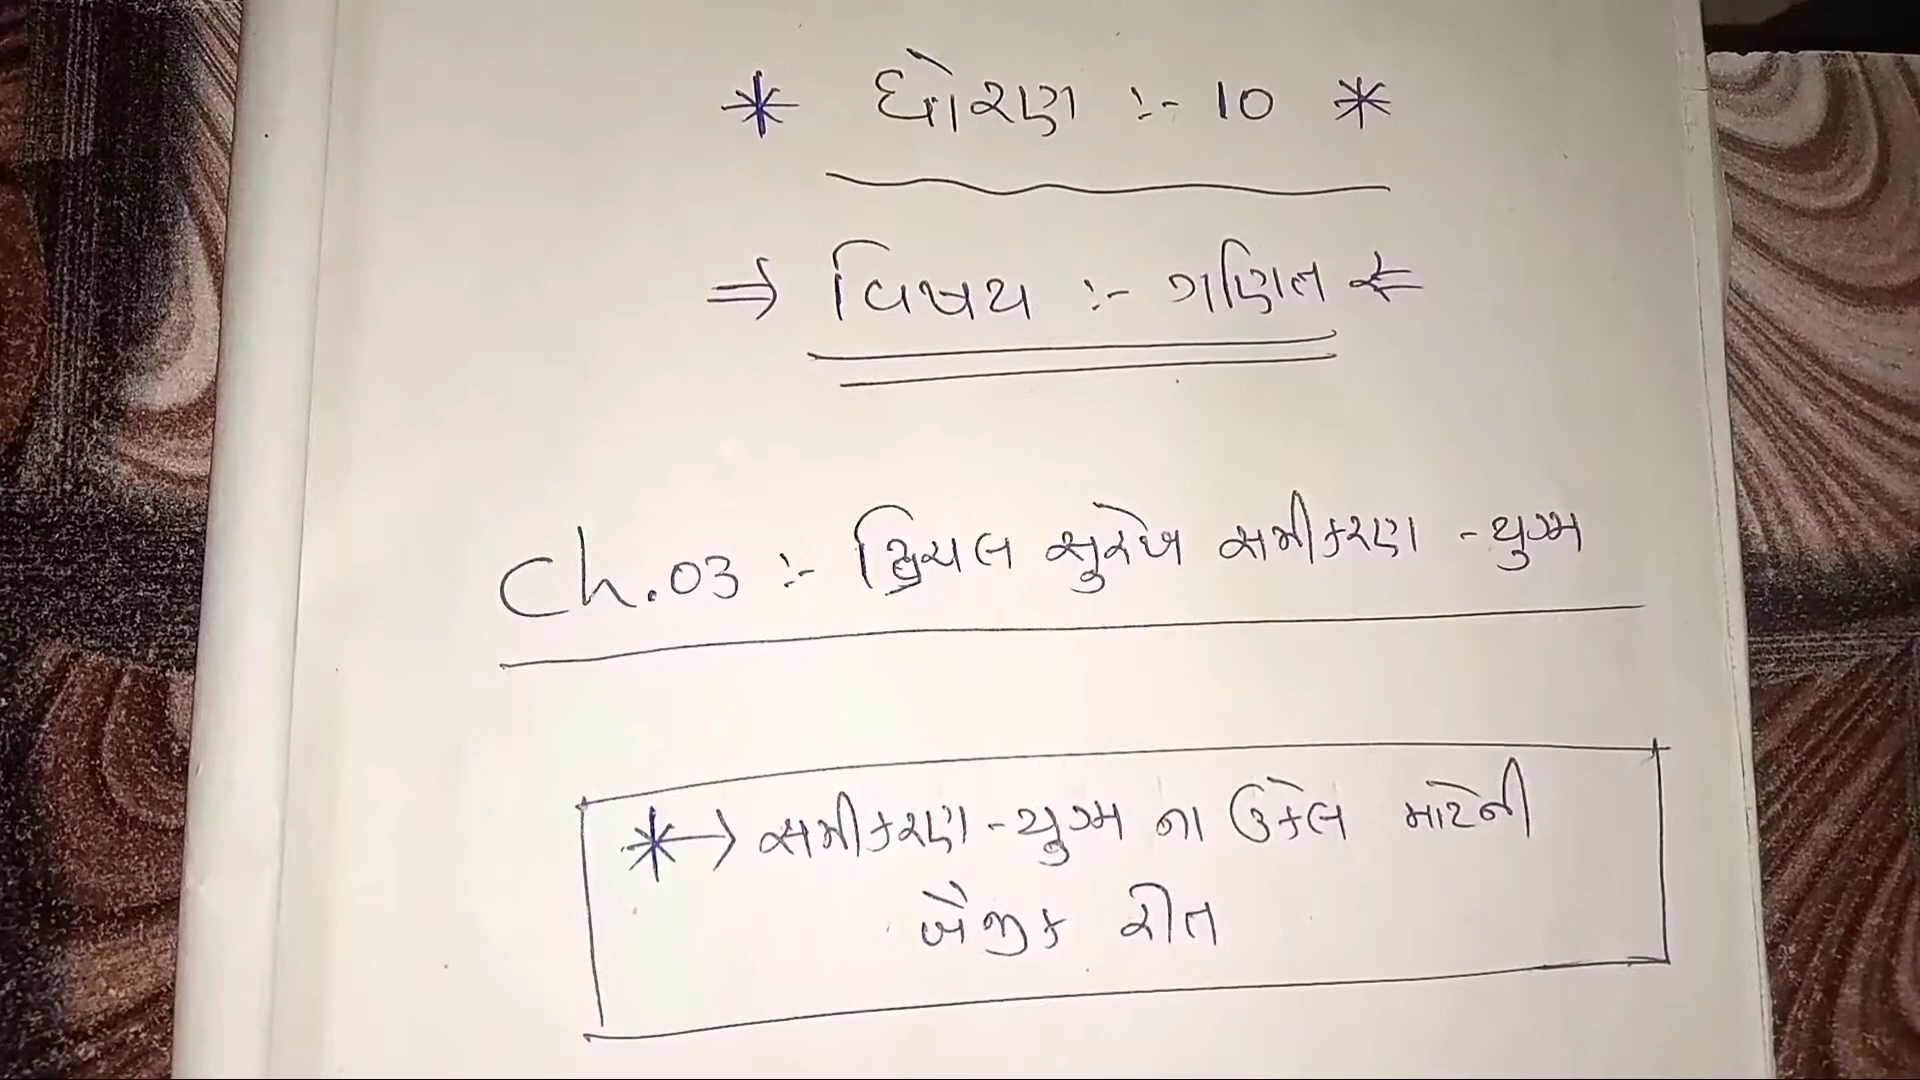 * ધોરણ :- 10 *
⇒ વિષય :- ગણિત ⇐
Ch.03 :- દ્વિચલ સુરેખ સમીકરણ -યુગ્મ
*→ સમીકરણ -યુગ્મ ના ઉકેલ માટેની
બૈજીક રીત